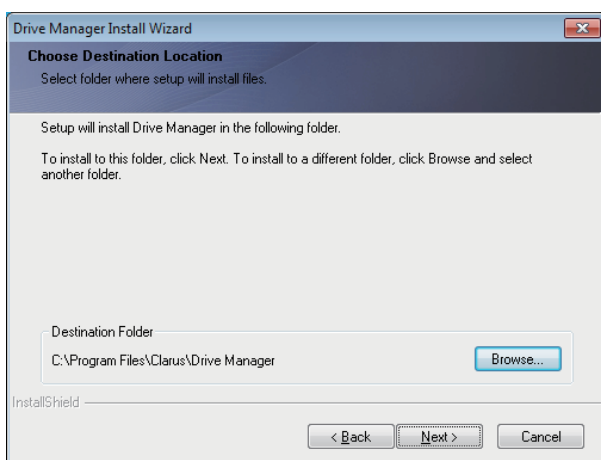 Drive Manager Install Wizard
Choose Destination Location
Select folder where setup will install files.
Setup will install Drive Manager in the following folder.
To install to this folder, click Next. To install to a different folder, click Browse and select
another folder.
Destination Folder
C:\Program Files\Clarus\Drive Manager
Browse...
InstallShield
< Back
Next >
Cancel